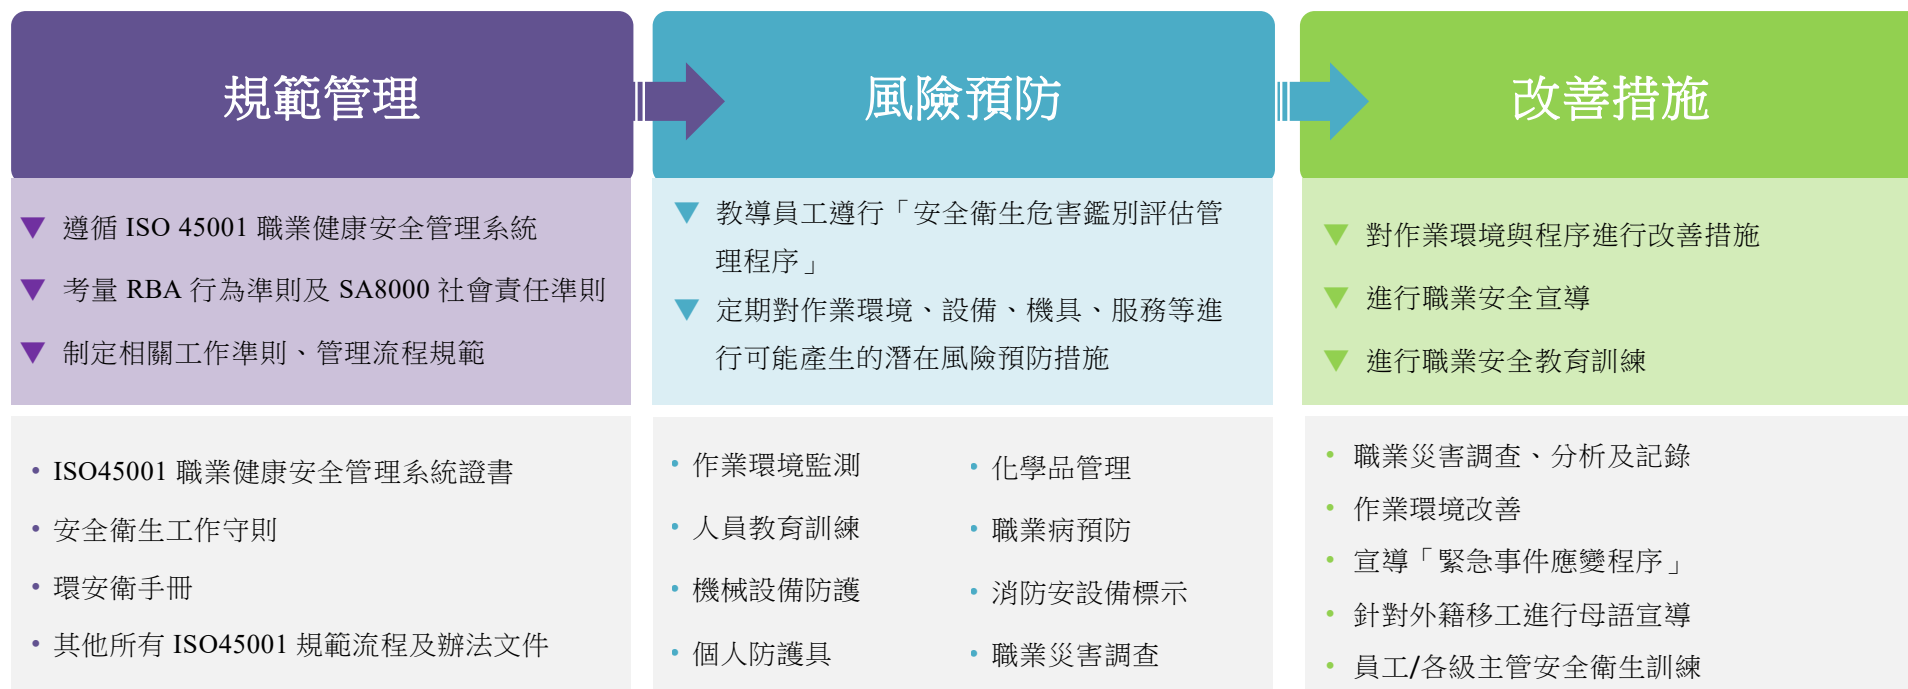 規範管理
遵循 ISO 45001 職業健康安全管理系統
考量 RBA 行為準則及 SA8000 社會責任準則
制定相關工作準則、管理流程規範
• ISO45001 職業健康安全管理系統證書
• 安全衛生工作守則
• 環安衛手冊
• 其他所有 ISO45001 規範流程及辦法文件
風險預防
教導員工遵行「安全衛生危害鑑別評估管
理程序」
定期對作業環境、設備、機具、服務等進
行可能產生的潛在風險預防措施
• 作業環境監測
• 人員教育訓練
• 機械設備防護
• 個人防護具
• 化學品管理
• 職業病預防
• 消防安設備標示
• 職業災害調查
改善措施
對作業環境與程序進行改善措施
進行職業安全宣導
進行職業安全教育訓練
• 職業災害調查、分析及記錄
• 作業環境改善
• 宣導「緊急事件應變程序」
• 針對外籍移工進行母語宣導
• 員工/各級主管安全衛生訓練